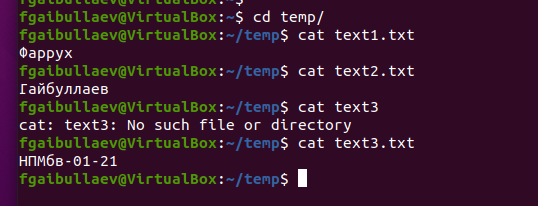 fgaibullaev@VirtualBox:~$
fgaibullaev@VirtualBox:~$ cd temp/
fgaibullaev@VirtualBox:~/temp$ cat text1.txt
Фаррух
fgaibullaev@VirtualBox:~/temp$ cat text2.txt
Гайбуллаев
fgaibullaev@VirtualBox:~/temp$ cat text3
cat: text3: No such file or directory
fgaibullaev@VirtualBox:~/temp$ cat text3.txt
НПМбв-01-21
fgaibullaev@VirtualBox:~/temp$